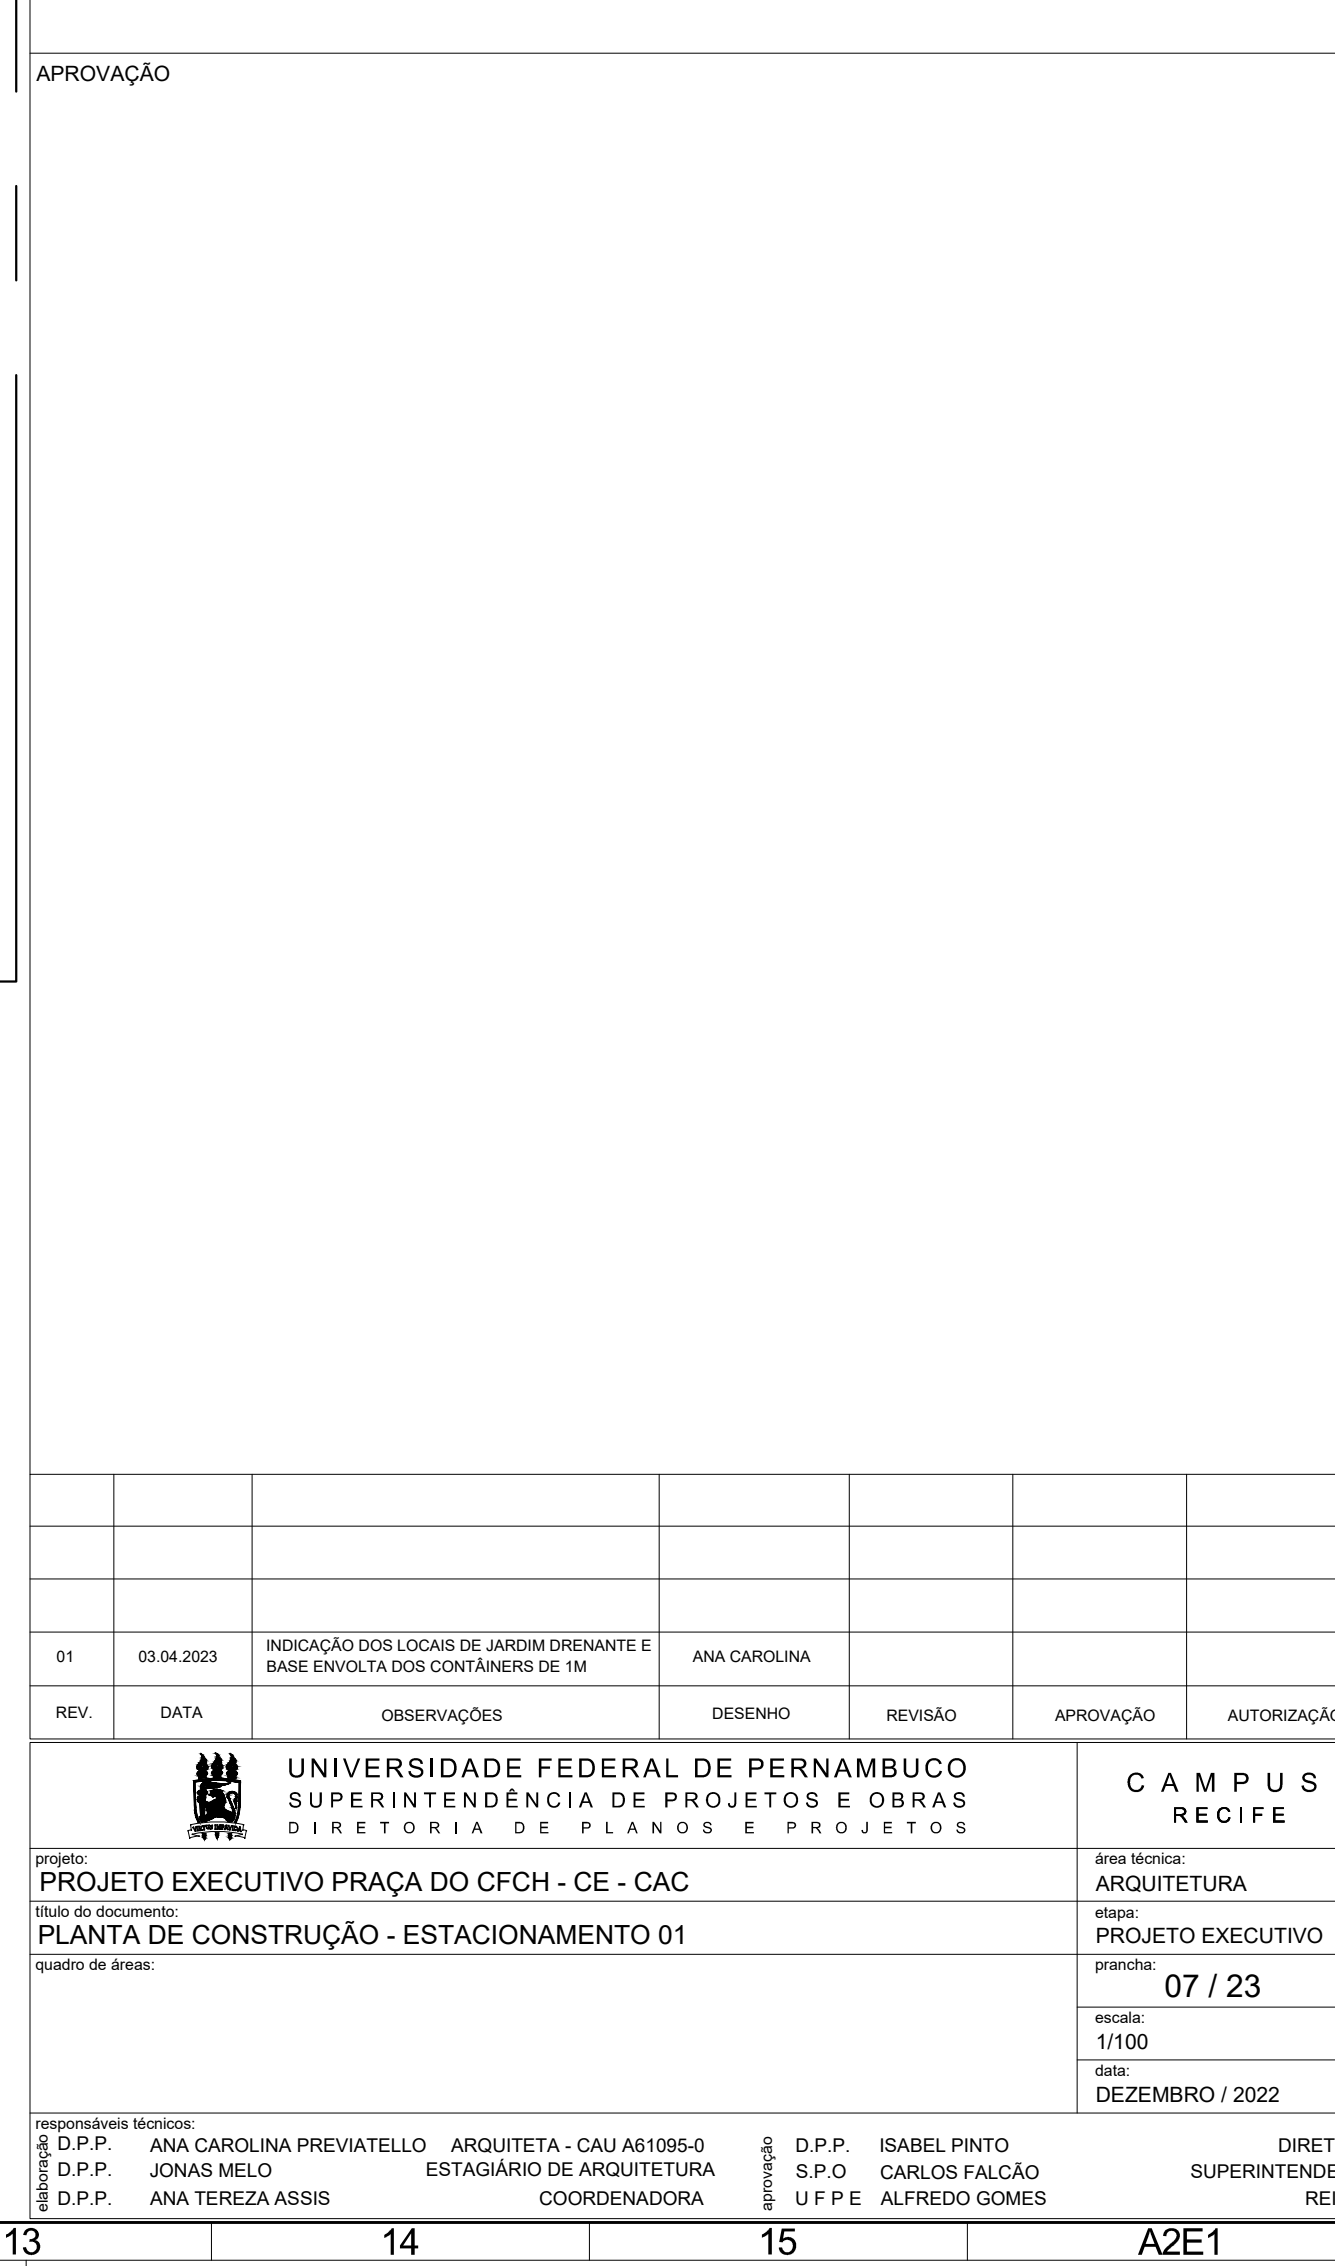 APROVAÇÃO
01 03.04.2023 INDICAÇÃO DOS LOCAIS DE JARDIM DRENANTE E ANA CAROLINA
BASE ENVOLTA DOS CONTÂINERS DE 1M
REV. DATA OBSERVAÇÕES DESENHO REVISÃO APROVAÇÃO AUTORIZAÇÃO
UNIVERSIDADE FEDERAL DE PERNAMBUCO
SUPERINTENDÊNCIA DE PROJETOS E OBRAS
DIRETORIA DE PLANOS E PROJETOS
CAMPUS
RECIFE
projeto:
PROJETO EXECUTIVO PRAÇA DO CFCH - CE - CAC
área técnica:
ARQUITETURA
título do documento:
PLANTA DE CONSTRUÇÃO - ESTACIONAMENTO 01
etapa:
PROJETO EXECUTIVO
quadro de áreas:
prancha:
07 / 23
escala:
1/100
data:
DEZEMBRO / 2022
responsáveis técnicos:
elaboração
D.P.P. ANA CAROLINA PREVIATELLO ARQUITETA - CAU A61095-0
D.P.P. JONAS MELO ESTAGIÁRIO DE ARQUITETURA
D.P.P. ANA TEREZA ASSIS COORDENADORA
aprovação
D.P.P. ISABEL PINTO DIRET
S.P.O CARLOS FALCÃO SUPERINTENDE
UFPE ALFREDO GOMES REI
13 14 15 A2E1